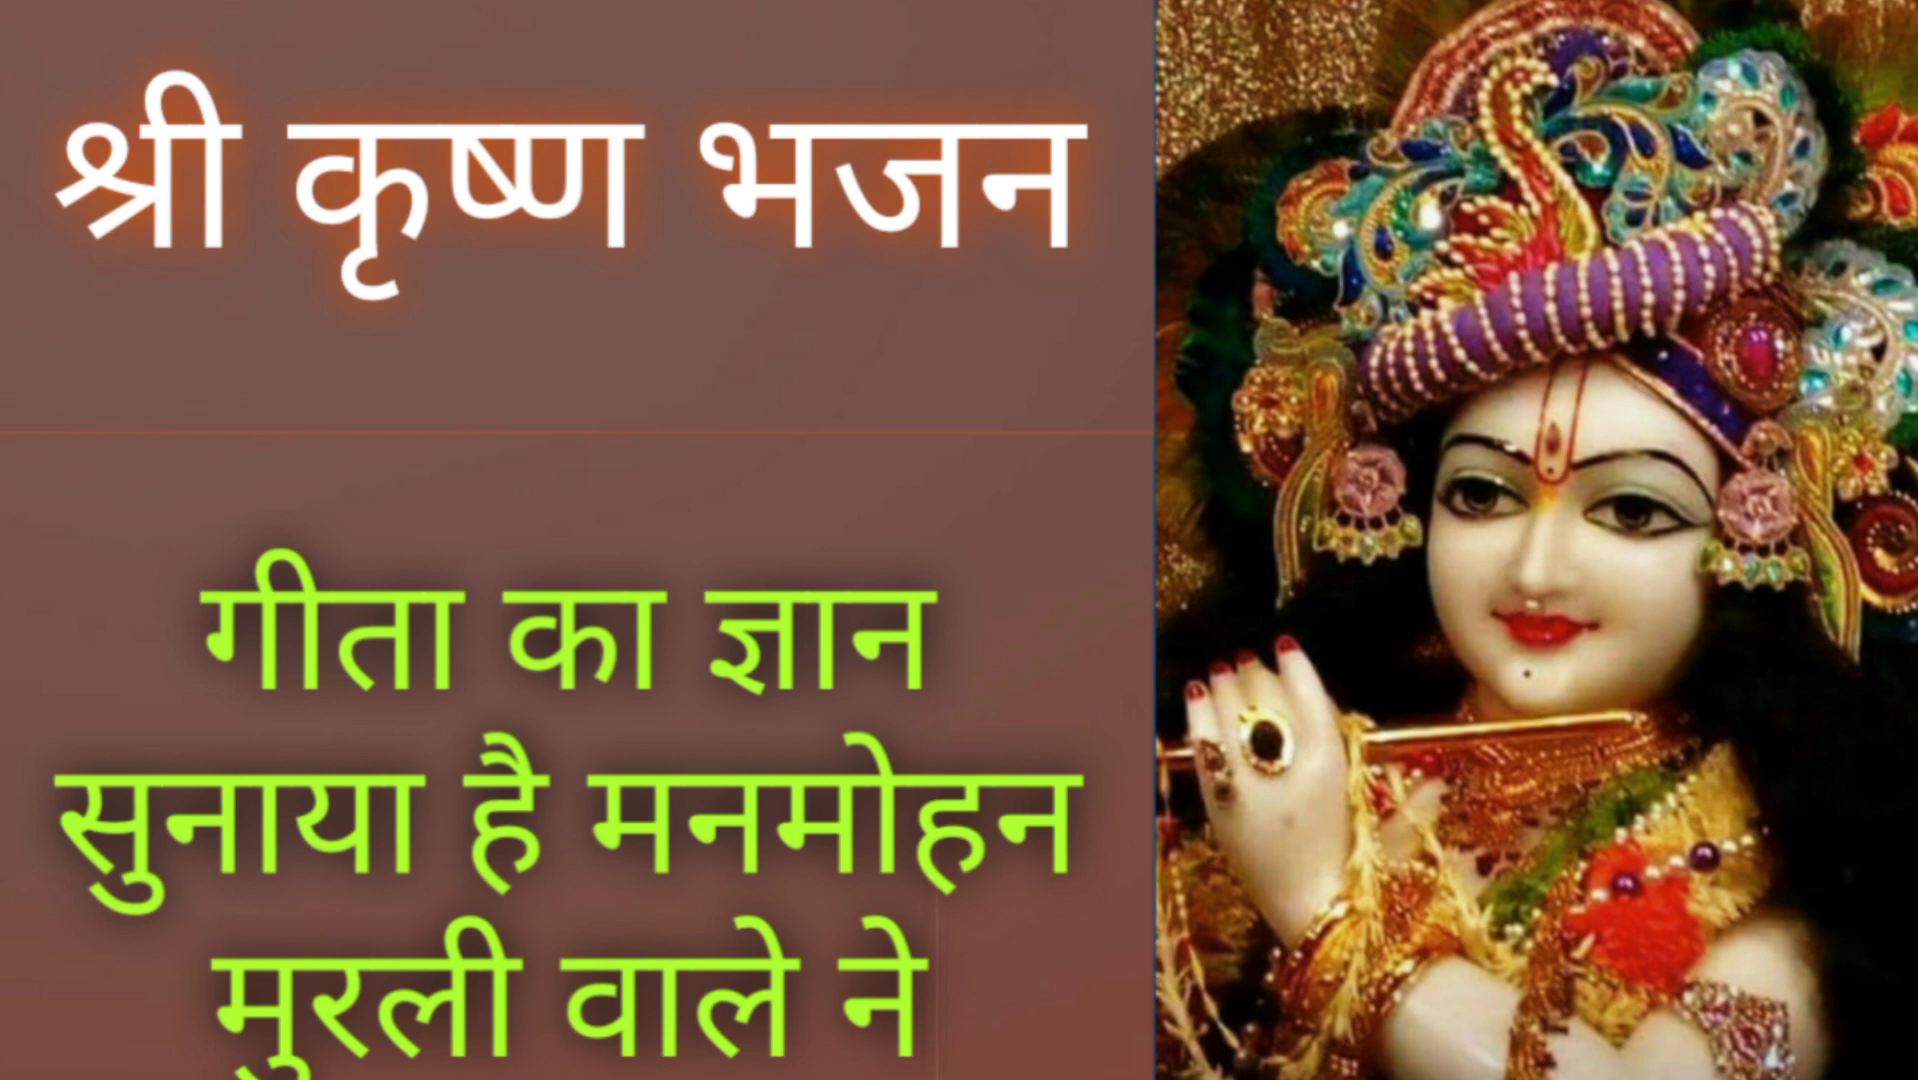 श्री कृष्ण भजन
गीता का ज्ञान
सुनाया है मनमोहन
मुरली वाले ने